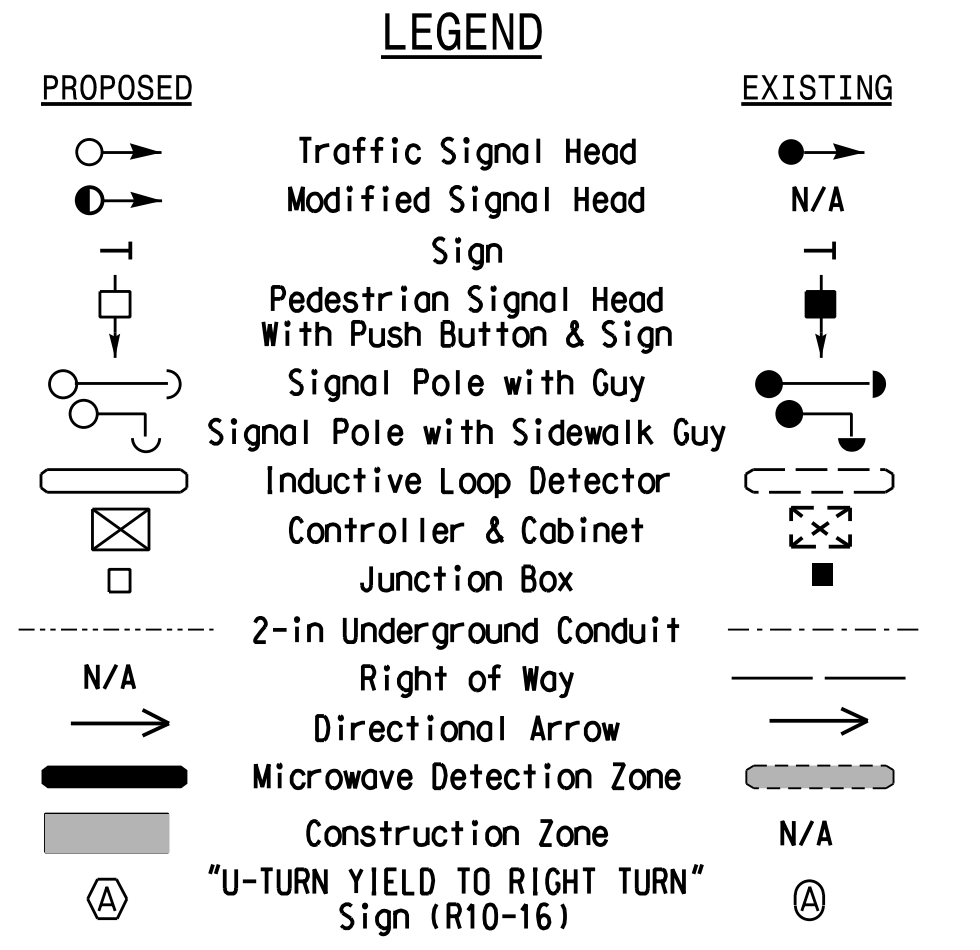 LEGEND
PROPOSED EXISTING
Traffic Signal Head
Modified Signal Head N/A
Sign
Pedestrian Signal Head
With Push Button & Sign
Signal Pole with Guy
Signal Pole with Sidewalk Guy
Inductive Loop Detector
Controller & Cabinet
Junction Box
2-in Underground Conduit
N/A Right of Way
Directional Arrow
Microwave Detection Zone
Construction Zone N/A
"U-TURN YIELD TO RIGHT TURN"
A Sign (R10-16) A